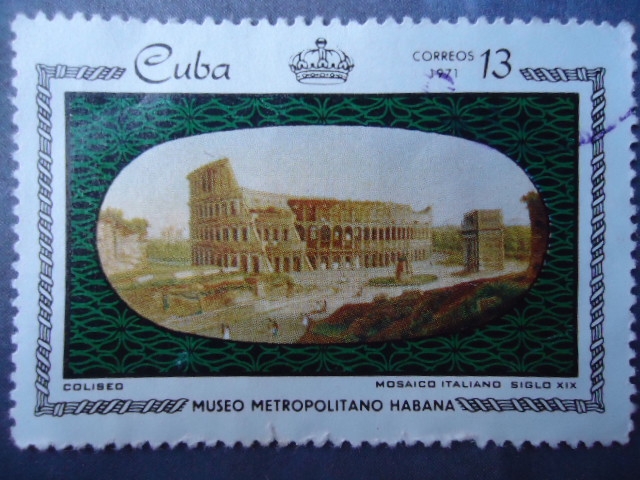 Cuba
CORREOS 13
1971
COLISEO
MOSAICO ITALIANO SIGLO XIX
MUSEO METROPOLITANO HABANA